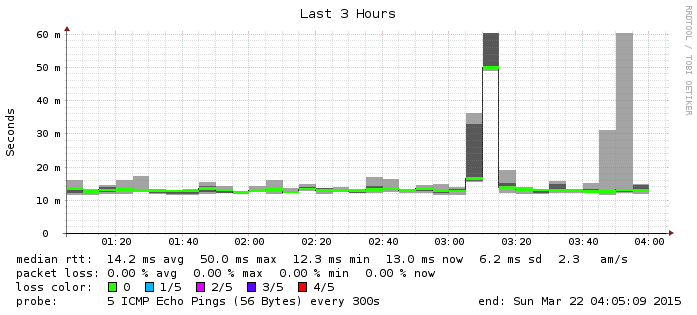 Last 3 Hours
RRDTOOL / TOBI OETIKER
Seconds
60 m
50 m
40 m
30 m
20 m
10 m
0
01:20 01:40 02:00 02:20 02:40 03:00 03:20 03:40 04:00
median rtt: 14.2 ms avg 50.0 ms max 12.3 ms min 13.0 ms now 6.2 ms sd 2.3 am/s
packet loss: 0.00 % avg 0.00 % max 0.00 % min 0.00 % now
loss color: 0 1/5 2/5 3/5 4/5
probe: 5 ICMP Echo Pings (56 Bytes) every 300s end: Sun Mar 22 04:05:09 2015